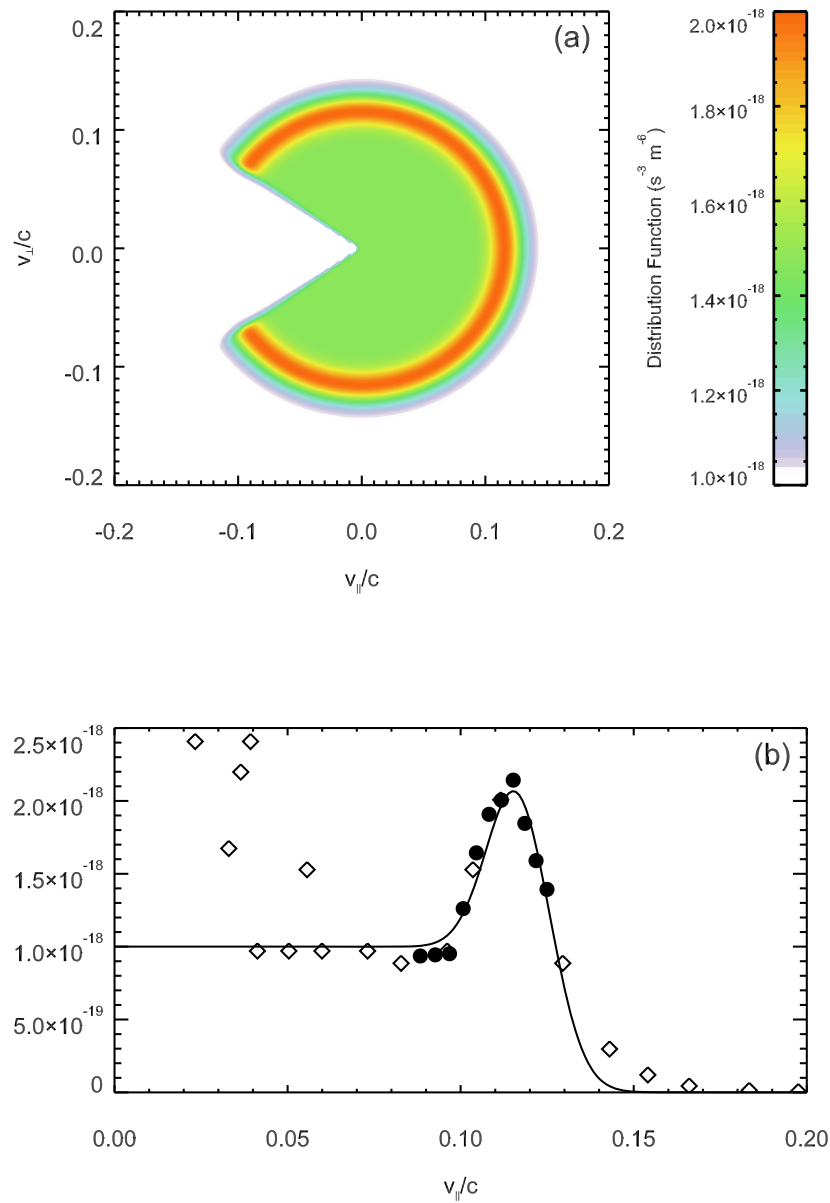 (a)
0.2
0.1
0.0
-0.1
-0.2
v⊥/c
-0.2 -0.1 0.0 0.1 0.2
v||/c
2.0×10^-18
1.8×10^-18
1.6×10^-18
1.4×10^-18
1.2×10^-18
1.0×10^-18
Distribution Function (s^-3 m^-6)
(b)
2.5×10^-18
2.0×10^-18
1.5×10^-18
1.0×10^-18
5.0×10^-19
0
0.00 0.05 0.10 0.15 0.20
v||/c